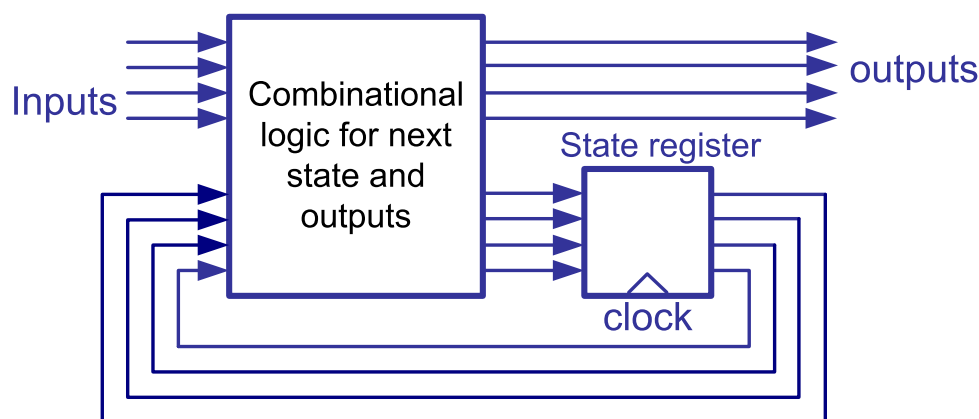 Inputs
Combinational
logic for next
state and
outputs
outputs
State register
clock